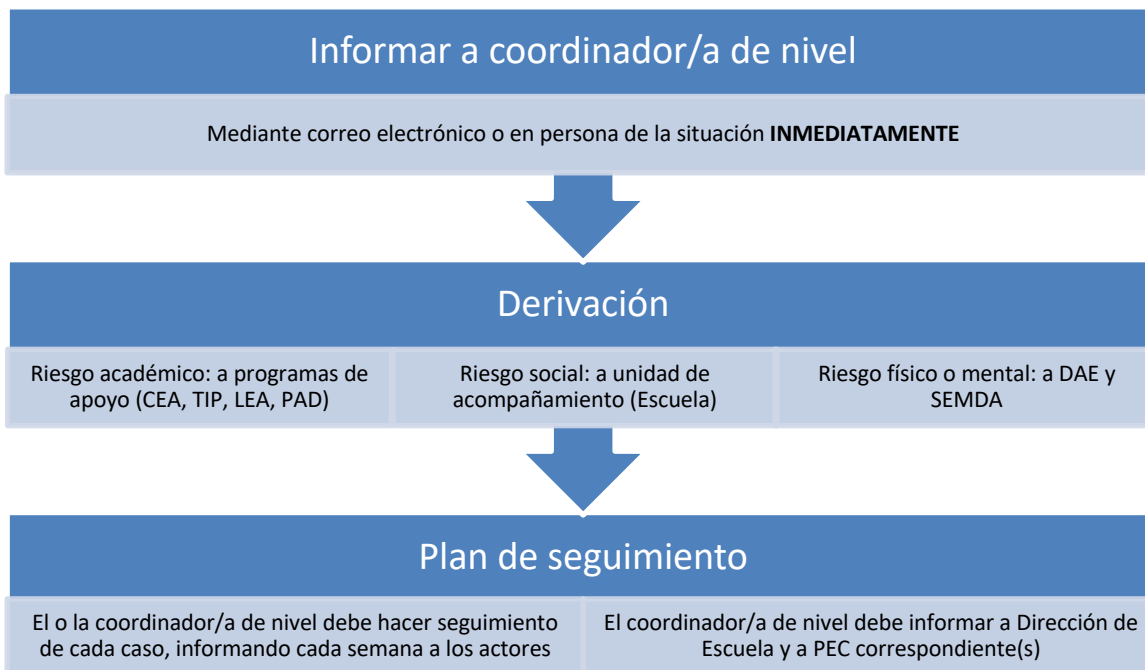 Informar a coordinador/a de nivel
Mediante correo electrónico o en persona de la situación INMEDIATAMENTE
Derivación
Riesgo académico: a programas de
apoyo (CEA, TIP, LEA, PAD)
Riesgo social: a unidad de
acompañamiento (Escuela)
Riesgo físico o mental: a DAE y
SEMDA
Plan de seguimiento
El o la coordinador/a de nivel debe hacer seguimiento
de cada caso, informando cada semana a los actores
El coordinador/a de nivel debe informar a Dirección de
Escuela y a PEC correspondiente(s)